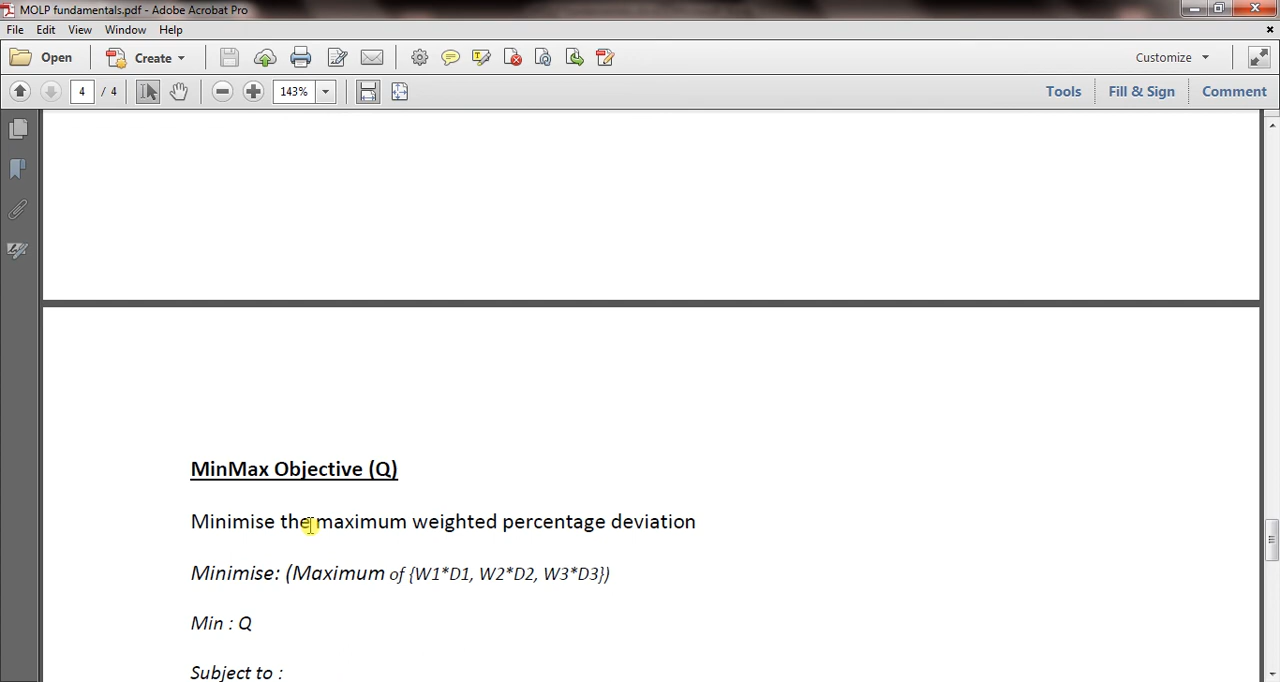 MOLP fundamentals.pdf - Adobe Acrobat Pro
File Edit View Window Help
Open Create Customize
4 / 4 143% Tools Fill & Sign Comment
MinMax Objective (Q)
Minimise the maximum weighted percentage deviation
Minimise: (Maximum of {W1*D1, W2*D2, W3*D3})
Min : Q
Subject to :